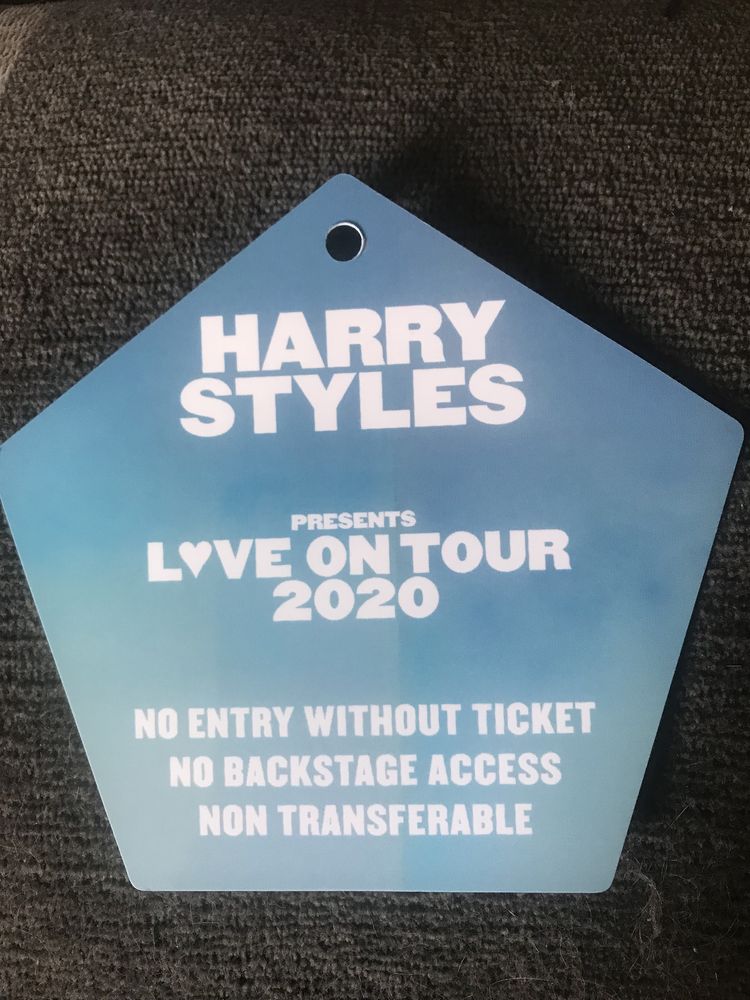 HARRY
STYLES
PRESENTS
L♥VE ON TOUR
2020
NO ENTRY WITHOUT TICKET
NO BACKSTAGE ACCESS
NON TRANSFERABLE